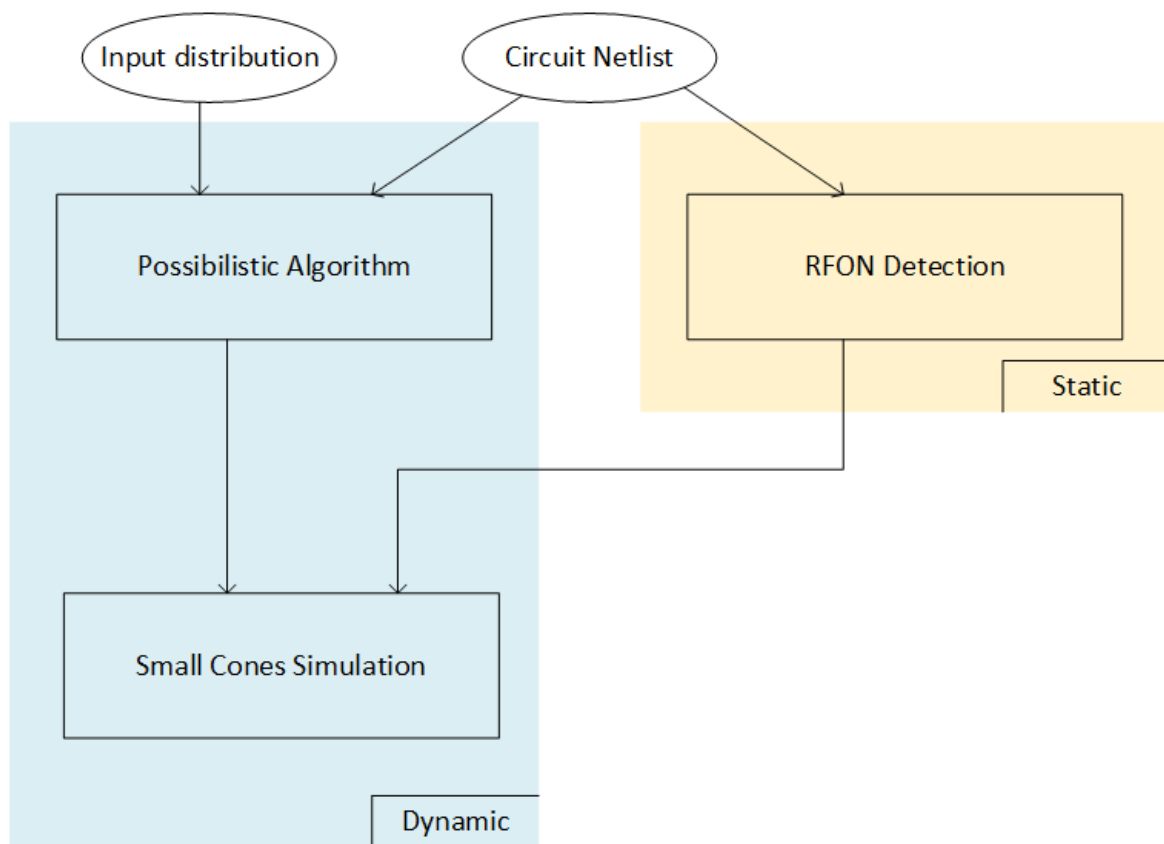 Input distribution
Circuit Netlist
Possibilistic Algorithm
RFON Detection
Static
Small Cones Simulation
Dynamic